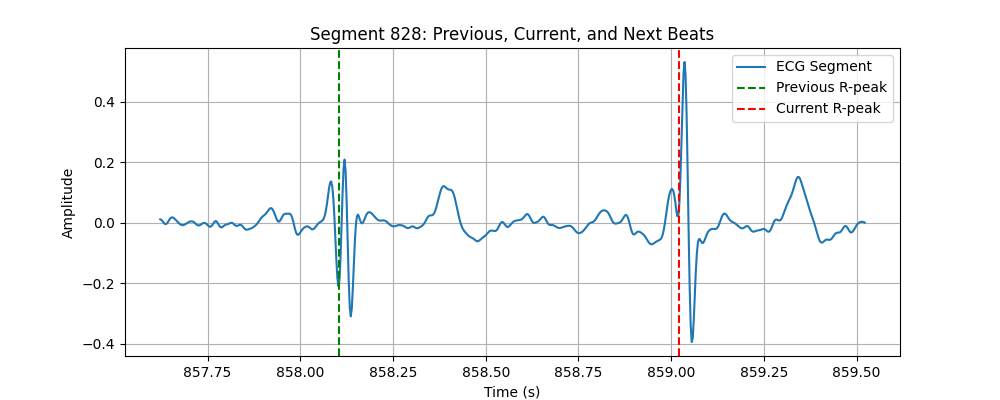 Segment 828: Previous, Current, and Next Beats
ECG Segment
Previous R-peak
Current R-peak
Amplitude
0.4
0.2
0.0
−0.2
−0.4
857.75 858.00 858.25 858.50 858.75 859.00 859.25 859.50
Time (s)